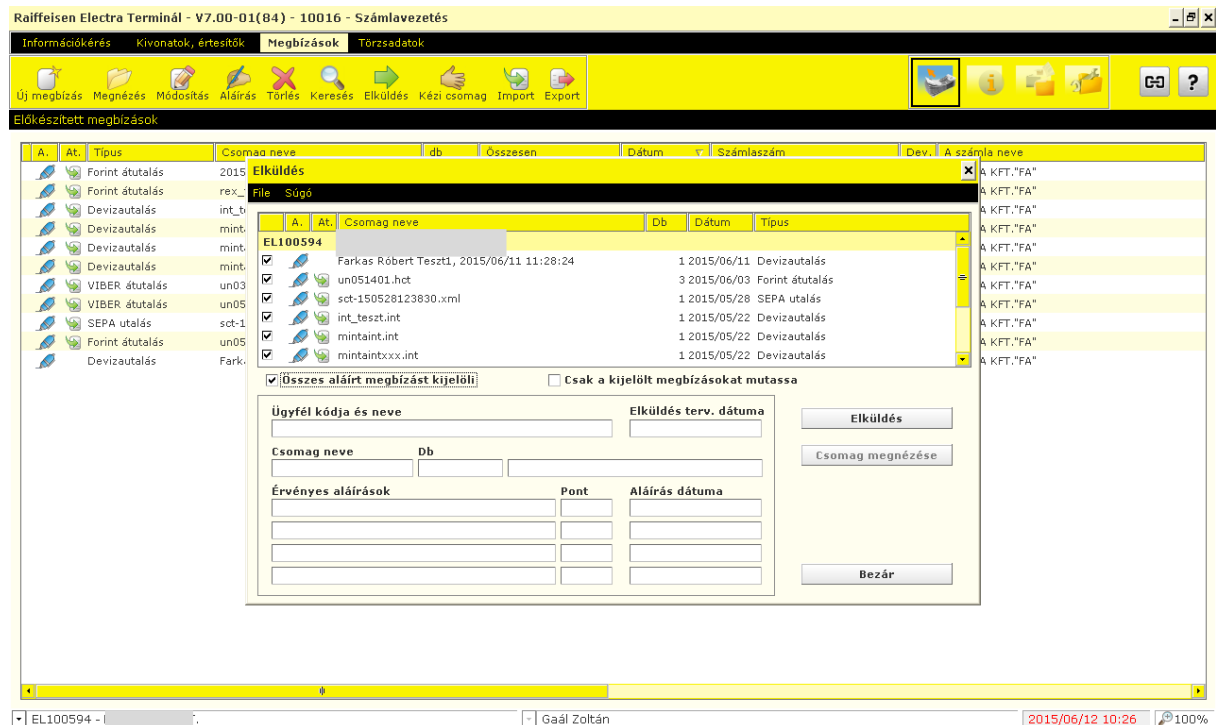 Raiffeisen Electra Terminál - V7.00-01(84) - 10016 - Számlavezetés
Információkérés Kivonatok, értesítők Megbízások Törzsadatok
Új megbízás Megnézés Módosítás Aláírás Törlés Keresés Elküldés Kézi csomag Import Export
Előkészített megbízások
A. At. Típus Csomag neve db Összesen Dátum Számlaszám Dev. A számla neve
Forint átutalás 2015 A KFT."FA"
Forint átutalás rex_ A KFT."FA"
Devizautalás int_t A KFT."FA"
Devizautalás mint A KFT."FA"
Devizautalás mint A KFT."FA"
Devizautalás mint A KFT."FA"
VIBER átutalás un03 A KFT."FA"
VIBER átutalás un05 A KFT."FA"
SEPA utalás sct-1 A KFT."FA"
Forint átutalás un05 A KFT."FA"
Devizautalás Fark A KFT."FA"
Elküldés
File Súgó
A. At. Csomag neve Db Dátum Típus
EL100594
Farkas Róbert Teszt1, 2015/06/11 11:28:24 1 2015/06/11 Devizautalás
un051401.hct 3 2015/06/03 Forint átutalás
sct-150528123830.xml 1 2015/05/28 SEPA utalás
int_teszt.int 1 2015/05/22 Devizautalás
mintaint.int 1 2015/05/22 Devizautalás
mintaintxxx.int 1 2015/05/22 Devizautalás
Összes aláírt megbízást kijelöli Csak a kijelölt megbízásokat mutassa
Ügyfél kódja és neve Elküldés terv. dátuma
Elküldés
Csomag neve Db
Csomag megnézése
Érvényes aláírások Pont Aláírás dátuma
Bezár
EL100594 - Gaál Zoltán 2015/06/12 10:26 100%